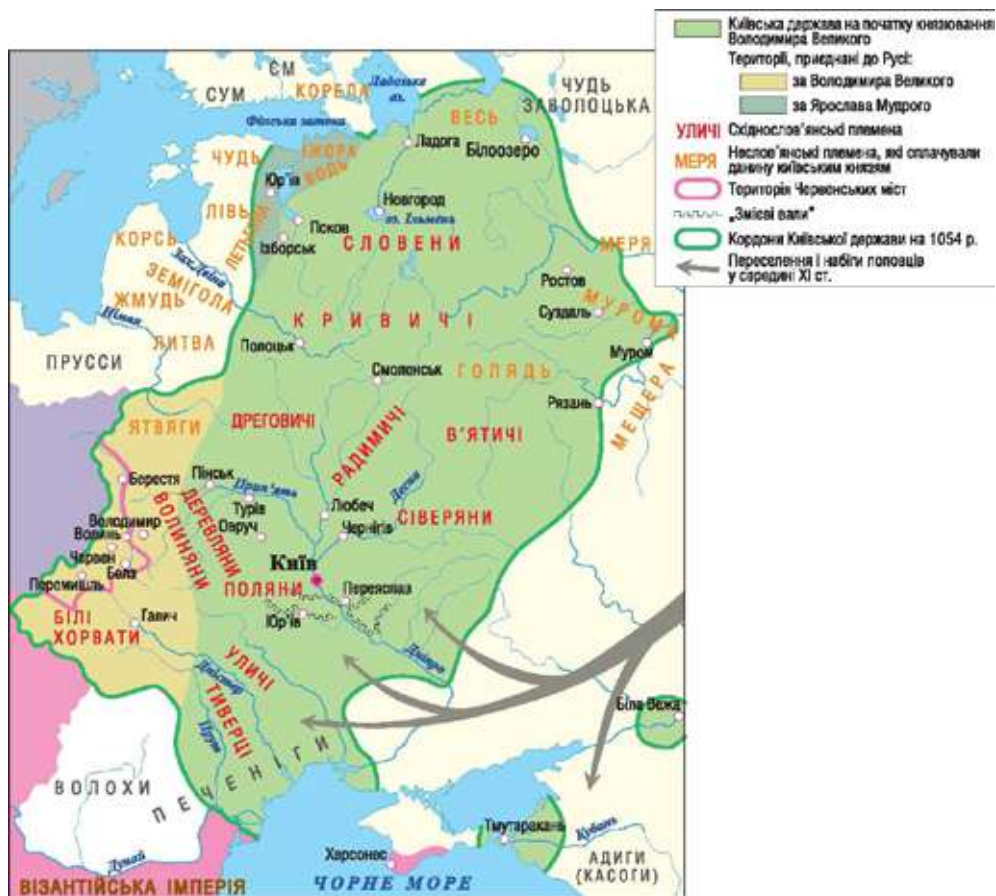 Київська держава на початку князювання
Володимира Великого
Території, приєднані до Русі:
за Володимира Великого
за Ярослава Мудрого
УЛИЧІ Східнослов'янські племена
МЕРЯ Неслов'янські племена, які сплачували
данину київським князям
Територія Червенських міст
„Змієві вали"
Кордони Київської держави на 1054 р.
Переселення і набіги половців
у середині XI ст.
ЄМ
СУМ
КОРЕЛА
Ладозьке
оз.
ЧУДЬ
ЗАВОЛОЦЬКА
Фінська затока
ВЕСЬ
Ладога
Білоозеро
ЧУДЬ
ІЖОРА
ВОДЬ
Юр'їв
Новгород
оз. Ільмень
ЛІВЬ
Псков
КОРСЬ
ЛЕТЬГОЛА
Ізборськ
СЛОВЕНИ
МЕРЯ
Зах. Двіна
ЗЕМІГОЛА
Ростов
ЖМУДЬ
Суздаль
МУРОМА
Німан
КРИВИЧІ
ЛИТВА
Полоцьк
Муром
ПРУССИ
Смоленськ
ГОЛЯДЬ
Рязань
МЕЩЕРА
ЯТВЯГИ
ДРЕГОВИЧІ
РАДИМИЧІ
В'ЯТИЧІ
Берестя
Пінськ
Прип'ять
Десна
Турів
Любеч
Володимир
Волинь
ВОЛИНЯНИ
ДЕРЕВЛЯНИ
Овруч
Чернігів
СІВЕРЯНИ
Червен
Белз
Київ
Перемишль
ПОЛЯНИ
Переяслав
БІЛІ
ХОРВАТИ
Галич
Юр'їв
Дніпро
УЛИЧІ
Дністер
ТИВЕРЦІ
Прут
Біла Вежа
ВОЛОХИ
ПЕЧЕНІГИ
Тмутаракань
Кубань
Дунай
Харсонес
АДИГИ
(КАСОГИ)
ВІЗАНТІЙСЬКА ІМПЕРІЯ
ЧОРНЕ МОРЕ